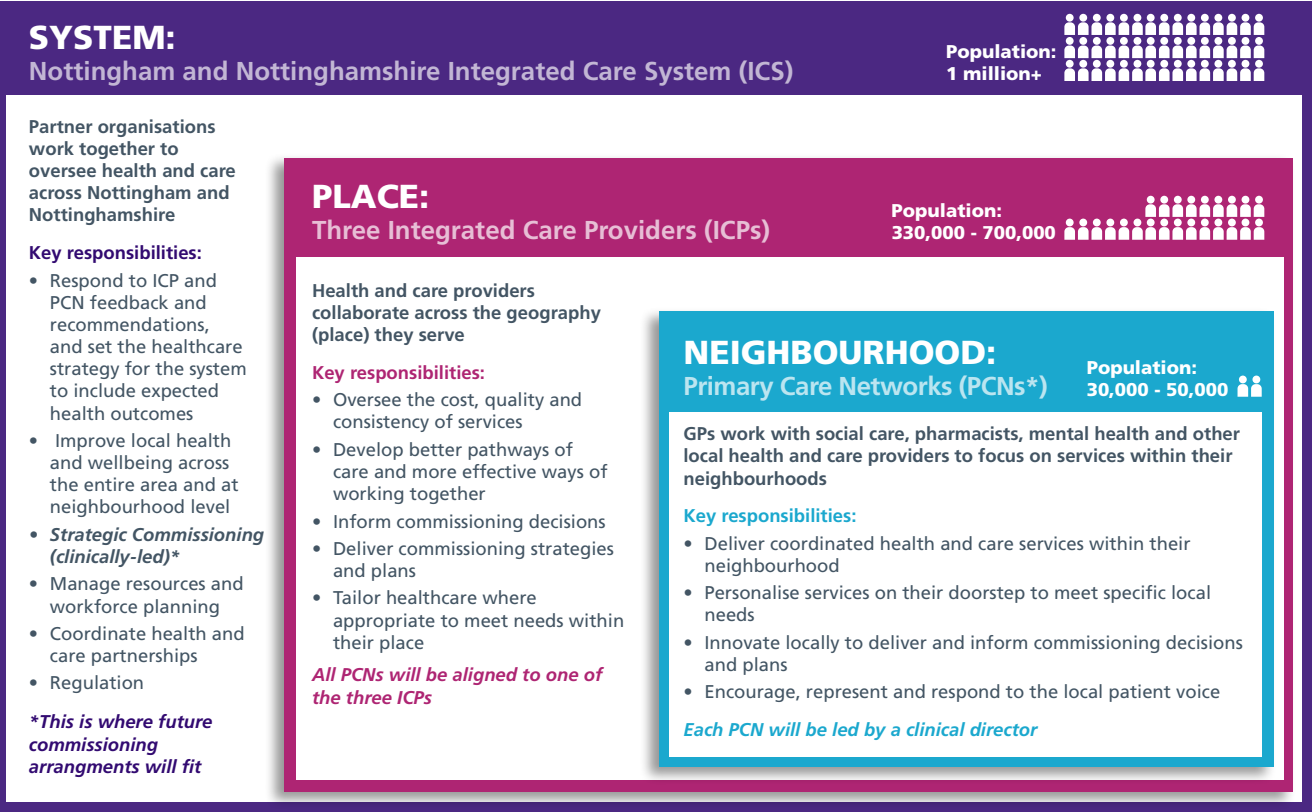 SYSTEM:
Nottingham and Nottinghamshire Integrated Care System (ICS)
Population:
1 million+
Partner organisations
work together to
oversee health and care
across Nottingham and
Nottinghamshire
Key responsibilities:
• Respond to ICP and
PCN feedback and
recommendations,
and set the healthcare
strategy for the system
to include expected
health outcomes
• Improve local health
and wellbeing across
the entire area and at
neighbourhood level
• Strategic Commissioning
(clinically-led)*
• Manage resources and
workforce planning
• Coordinate health and
care partnerships
• Regulation
*This is where future
commissioning
arrangments will fit
PLACE:
Three Integrated Care Providers (ICPs)
Population:
330,000 - 700,000
Health and care providers
collaborate across the geography
(place) they serve
Key responsibilities:
• Oversee the cost, quality and
consistency of services
• Develop better pathways of
care and more effective ways of
working together
• Inform commissioning decisions
• Deliver commissioning strategies
and plans
• Tailor healthcare where
appropriate to meet needs within
their place
All PCNs will be aligned to one of
the three ICPs
NEIGHBOURHOOD:
Primary Care Networks (PCNs*)
Population:
30,000 - 50,000
GPs work with social care, pharmacists, mental health and other
local health and care providers to focus on services within their
neighbourhoods
Key responsibilities:
• Deliver coordinated health and care services within their
neighbourhood
• Personalise services on their doorstep to meet specific local
needs
• Innovate locally to deliver and inform commissioning decisions
and plans
• Encourage, represent and respond to the local patient voice
Each PCN will be led by a clinical director